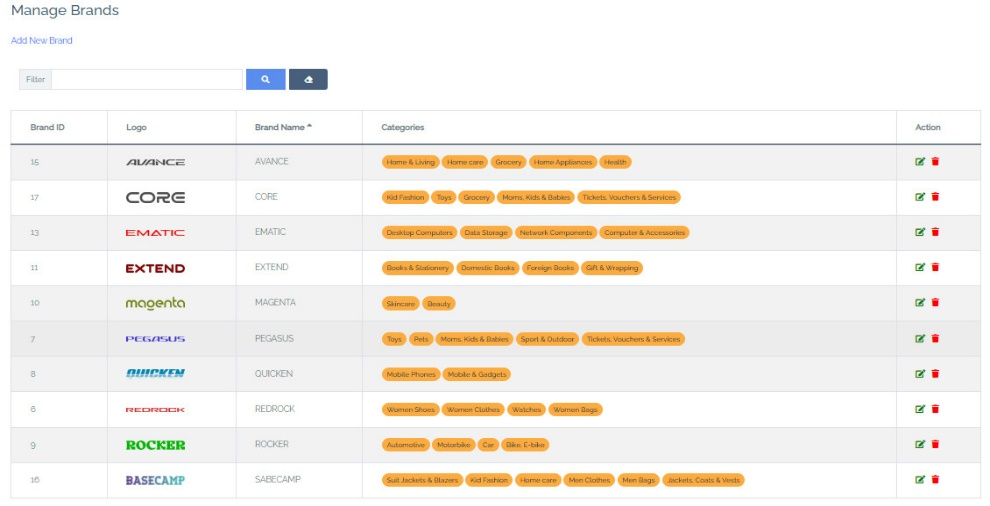 Manage Brands
Add New Brand
Filter
Brand ID Logo Brand Name Categories Action
15 AVANCE AVANCE Home & Living Home care Grocery Home Appliances Health
17 CORE CORE Kid Fashion Toys Grocery Moms, Kids & Babies Tickets, Vouchers & Services
13 EMATIC EMATIC Desktop Computers Data Storage Network Components Computer & Accessories
11 EXTEND EXTEND Books & Stationery Domestic Books Foreign Books Gift & Wrapping
10 magenta MAGENTA Skincare Beauty
7 PEGASUS PEGASUS Toys Pets Moms, Kids & Babies Sport & Outdoor Tickets, Vouchers & Services
8 QUICKEN QUICKEN Mobile Phones Mobile & Gadgets
6 REDROCK REDROCK Women Shoes Women Clothes Watches Women Bags
9 ROCKER ROCKER Automotive Motorbike Car Bike, E-bike
16 BASECAMP SABECAMP Suit Jackets & Blazers Kid Fashion Home care Men Clothes Men Bags Jackets, Coats & Vests